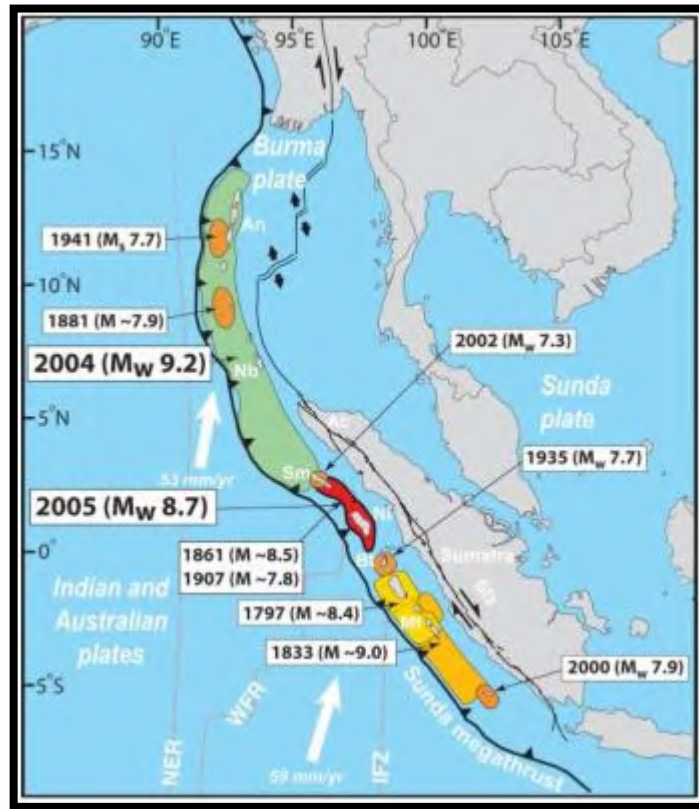 90°E 95°E 100°E 105°E
15°N
Burma
plate
An
1941 (Ms 7.7)
10°N
1881 (M ~7.9)
2002 (Mw 7.3)
2004 (Mw 9.2)
Nb
Sunda
plate
5°N
Ac
53 mm/yr
1935 (Mw 7.7)
Sm
2005 (Mw 8.7)
Ni
0°
1861 (M ~8.5)
1907 (M ~7.8)
Bt
Sumatra
Indian and
Australian
plates
1797 (M ~8.4)
Mt
1833 (M ~9.0)
2000 (Mw 7.9)
5°S
WFR
Sunda megathrust
NER
59 mm/yr
IFZ